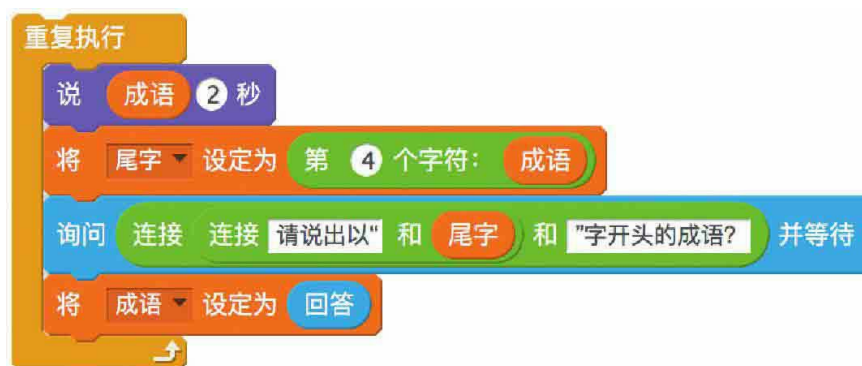 重复执行
说 成语 2 秒
将 尾字 设定为 第 4 个字符： 成语
询问 连接 连接 请说出以“ 和 尾字 和 ”字开头的成语? 并等待
将 成语 设定为 回答